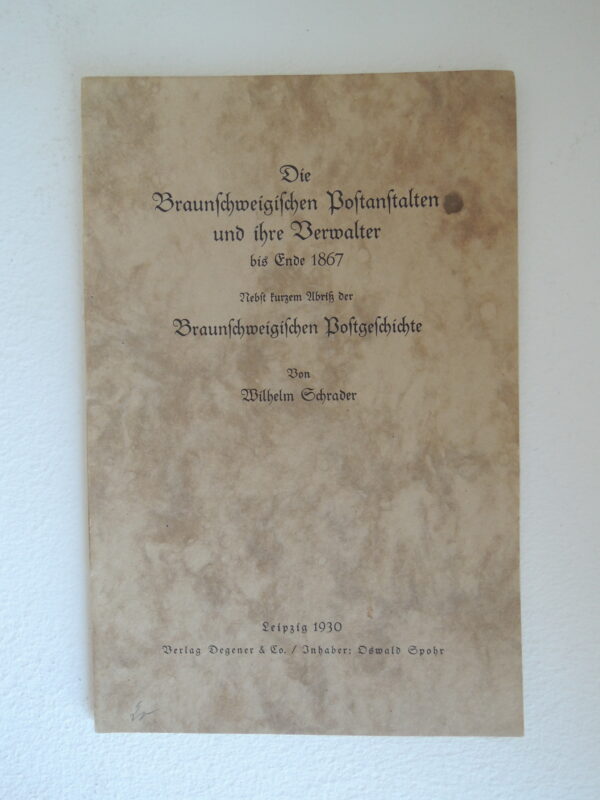 Die
Braunschweigischen Postanstalten
und ihre Verwalter
bis Ende 1867
Nebst kurzem Abriß der
Braunschweigischen Postgeschichte
Von
Wilhelm Schrader
Leipzig 1930
Verlag Degener & Co. / Inhaber: Oswald Spohr